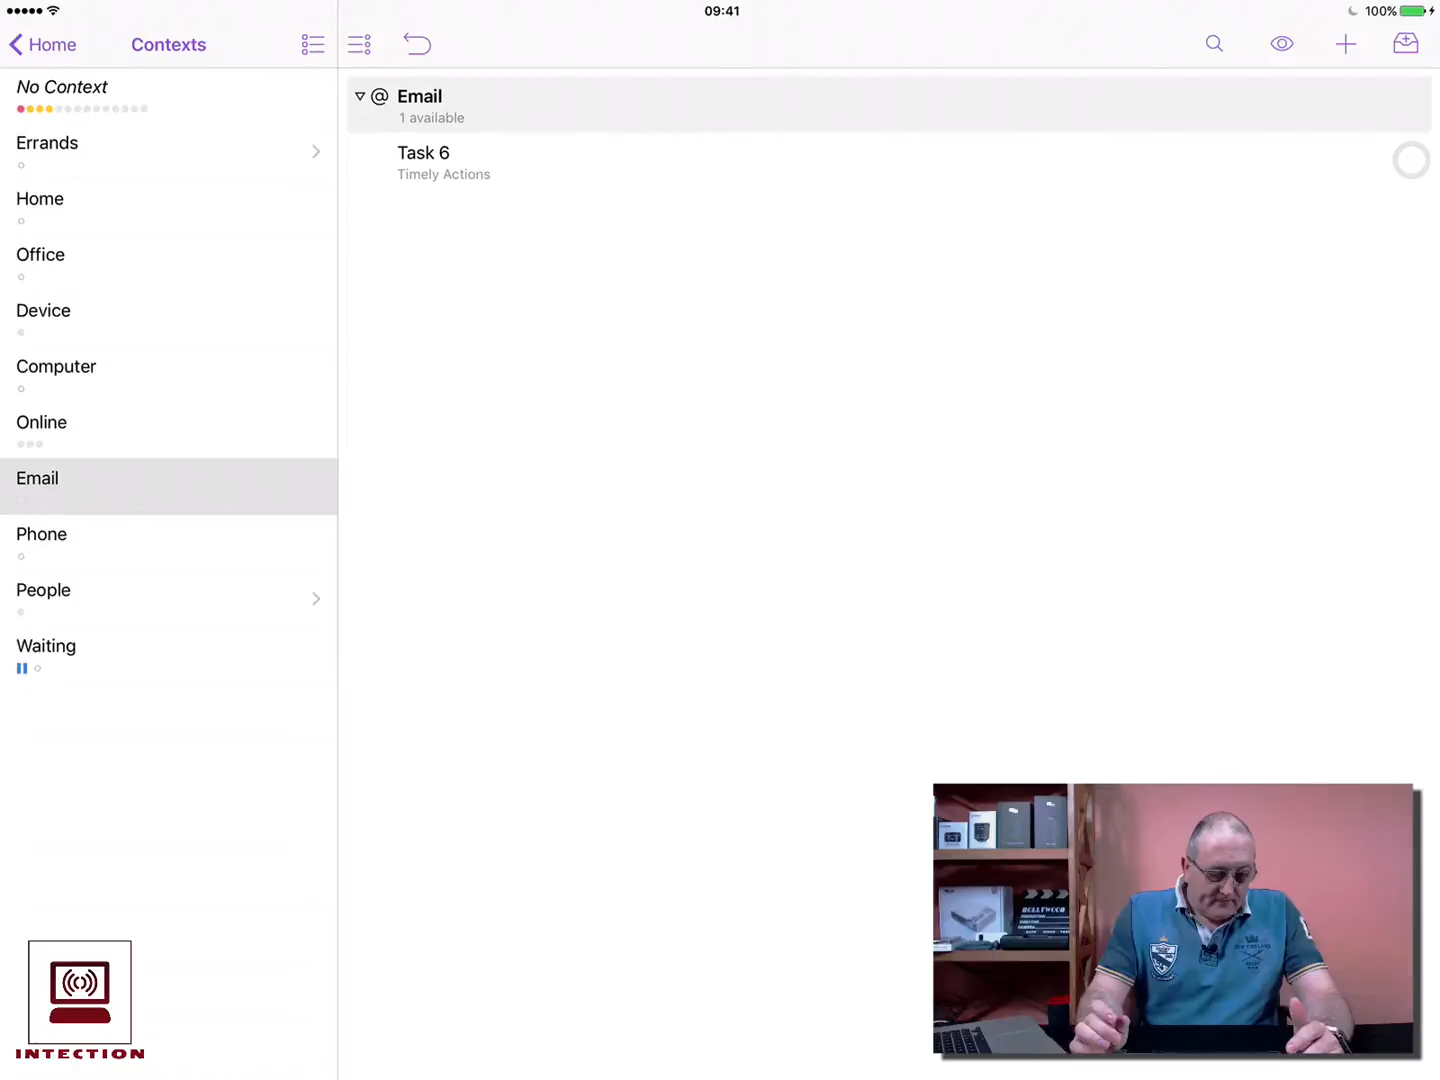 09:41
100%
Home
Contexts
No Context
Errands
Home
Office
Device
Computer
Online
Email
Phone
People
Waiting
@ Email
1 available
Task 6
Timely Actions
INTECTION
HOLLYWOOD